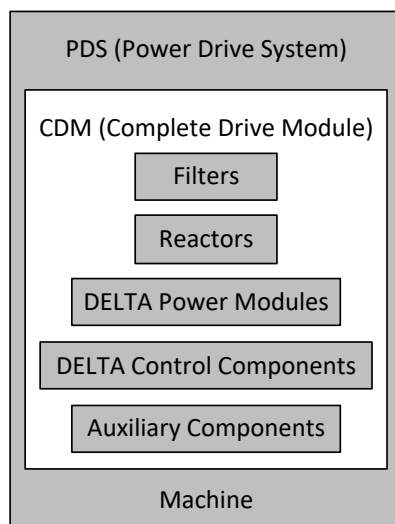 PDS (Power Drive System)
CDM (Complete Drive Module)
Filters
Reactors
DELTA Power Modules
DELTA Control Components
Auxiliary Components
Machine